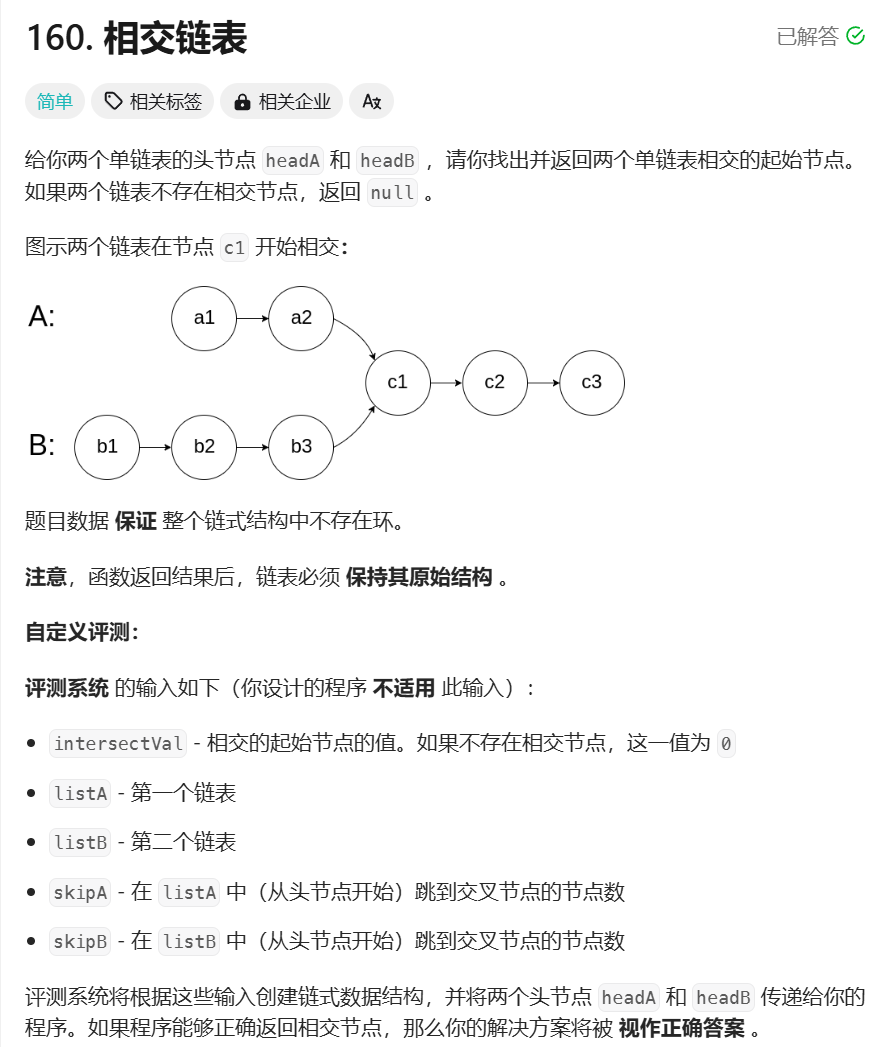 160. 相交链表
已解答
简单 相关标签 相关企业 Aあ
给你两个单链表的头节点 headA 和 headB ，请你找出并返回两个单链表相交的起始节点。
如果两个链表不存在相交节点，返回 null 。
图示两个链表在节点 c1 开始相交：
A: a1 a2
c1 c2 c3
B: b1 b2 b3
题目数据 保证 整个链式结构中不存在环。
注意，函数返回结果后，链表必须 保持其原始结构 。
自定义评测：
评测系统 的输入如下（你设计的程序 不适用 此输入）：
intersectVal - 相交的起始节点的值。如果不存在相交节点，这一值为 0
listA - 第一个链表
listB - 第二个链表
skipA - 在 listA 中（从头节点开始）跳到交叉节点的节点数
skipB - 在 listB 中（从头节点开始）跳到交叉节点的节点数
评测系统将根据这些输入创建链式数据结构，并将两个头节点 headA 和 headB 传递给你的
程序。如果程序能够正确返回相交节点，那么你的解决方案将被 视作正确答案 。